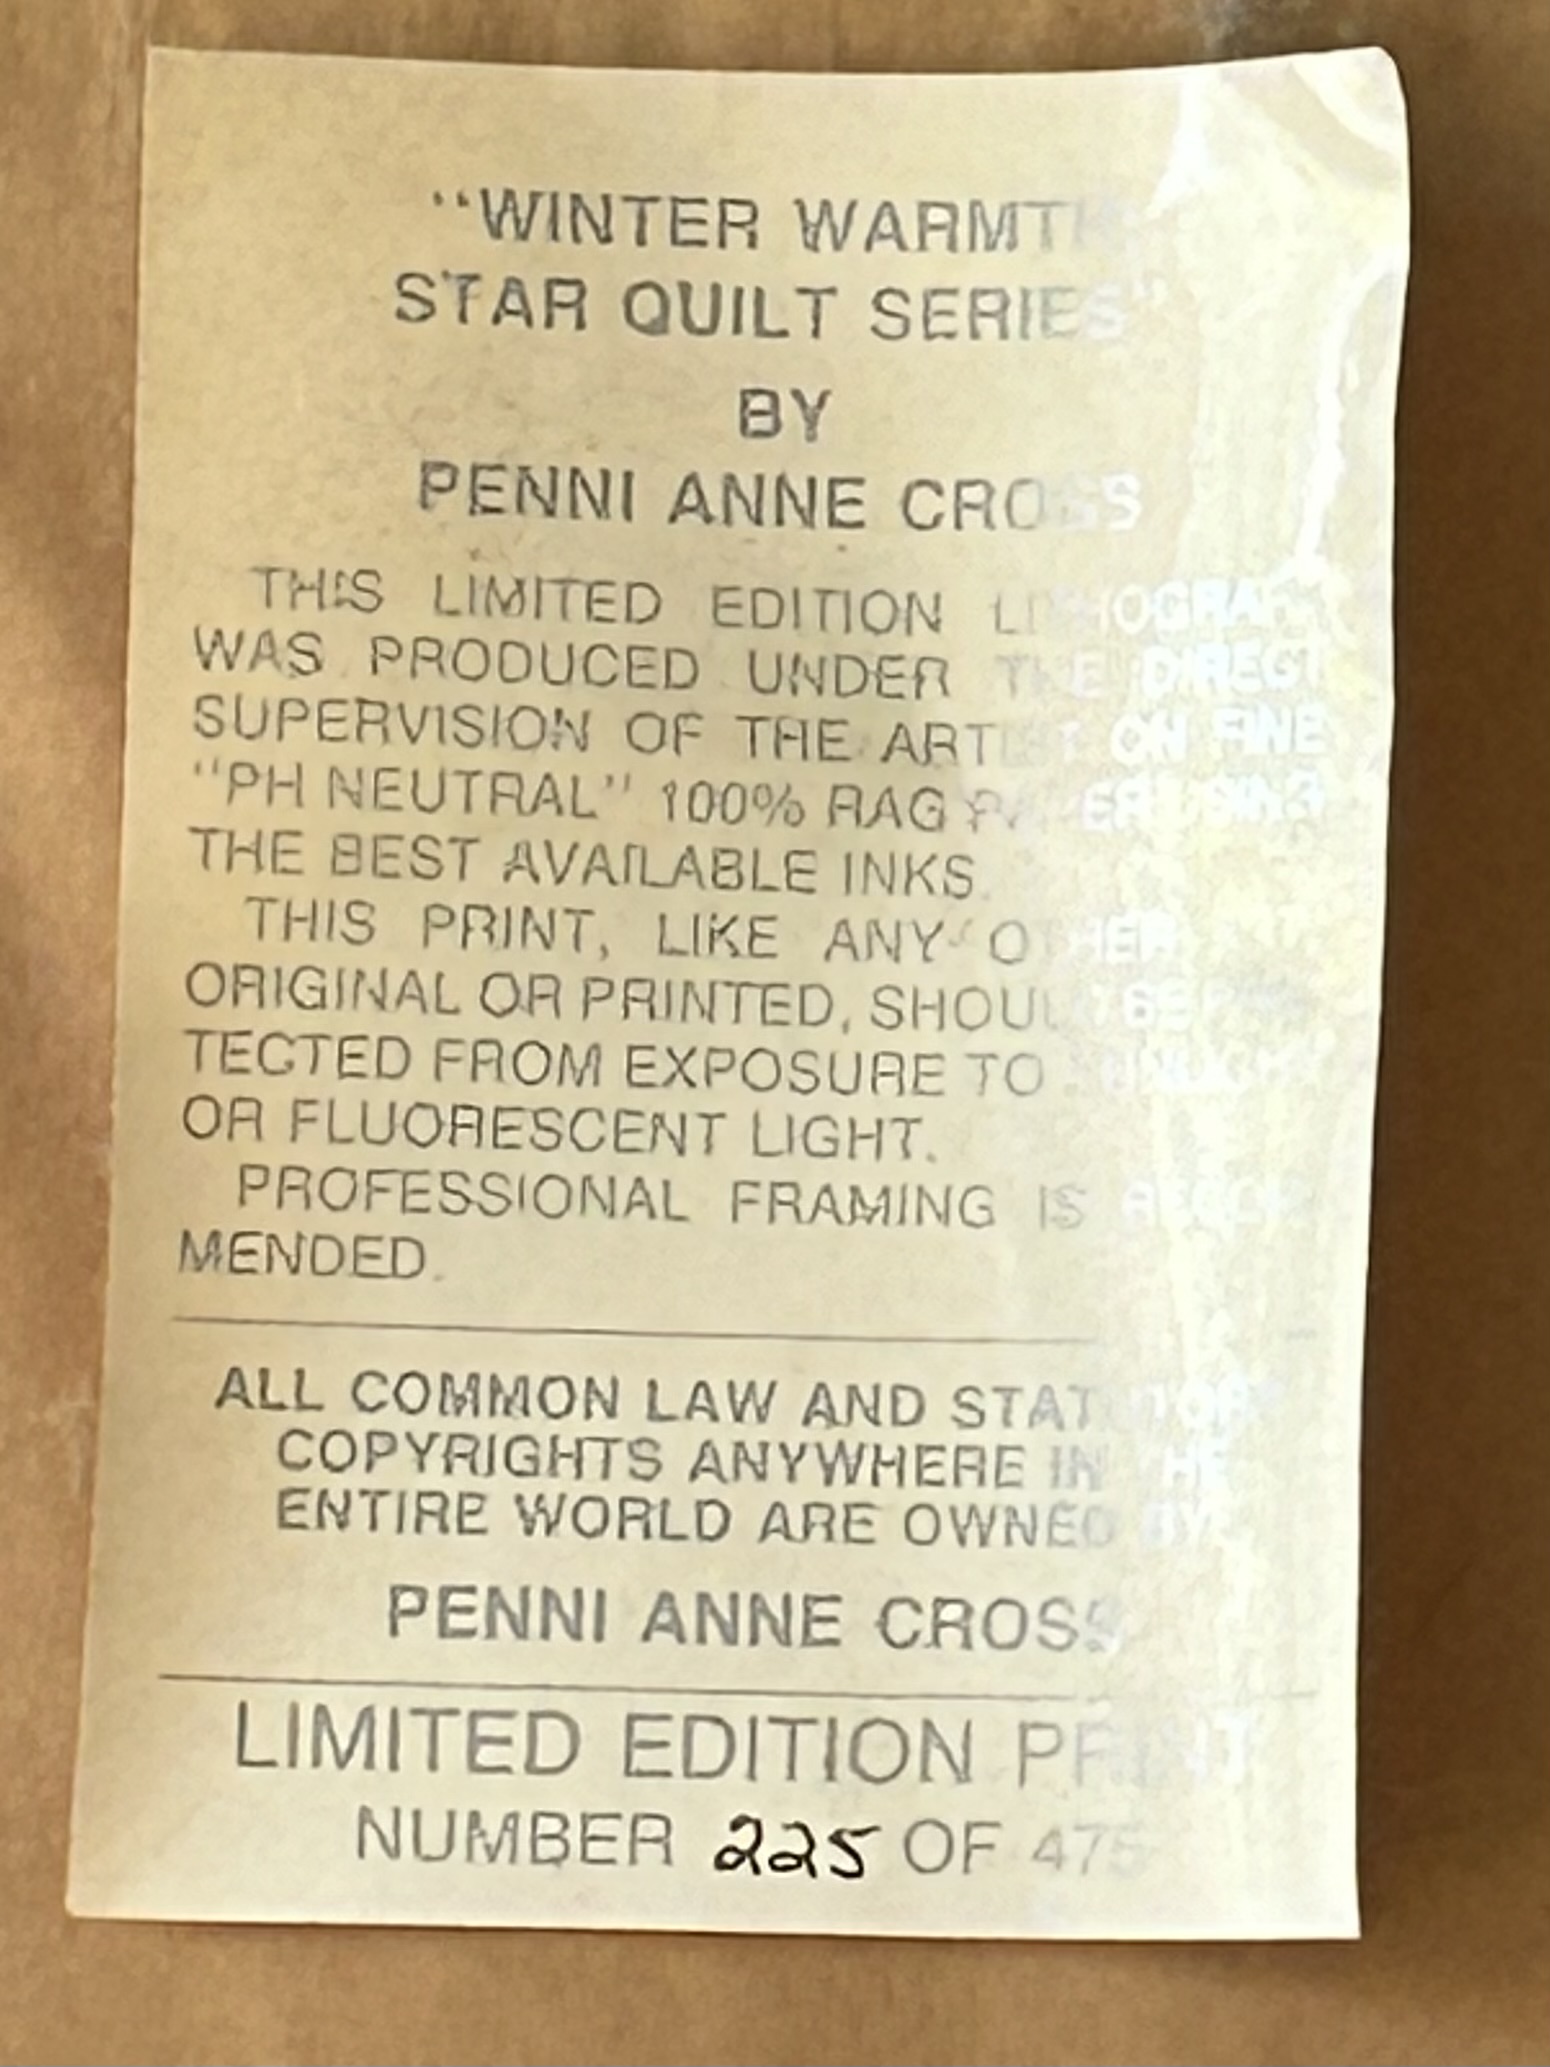 “WINTER WARMTH
STAR QUILT SERIES”
BY
PENNI ANNE CROSS
THIS LIMITED EDITION LITHOGRAPH
WAS PRODUCED UNDER THE DIRECT
SUPERVISION OF THE ARTIST ON FINE
“PH NEUTRAL” 100% RAG PAPER USING
THE BEST AVAILABLE INKS.
THIS PRINT, LIKE ANY OTHER
ORIGINAL OR PRINTED, SHOULD BE
TECTED FROM EXPOSURE TO
OR FLUORESCENT LIGHT.
PROFESSIONAL FRAMING IS RECOM-
MENDED.
ALL COMMON LAW AND STATUTORY
COPYRIGHTS ANYWHERE IN THE
ENTIRE WORLD ARE OWNED BY
PENNI ANNE CROSS
LIMITED EDITION PRINT
NUMBER 225 OF 475